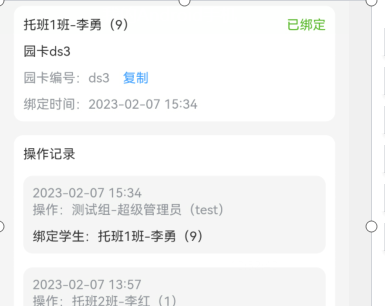 托班1班-李勇（9）
已绑定
园卡ds3
园卡编号：ds3 复制
绑定时间：2023-02-07 15:34
操作记录
2023-02-07 15:34
操作：测试组-超级管理员（test）
绑定学生：托班1班-李勇（9）
2023-02-07 13:57
操作：托班2班-李红（1）